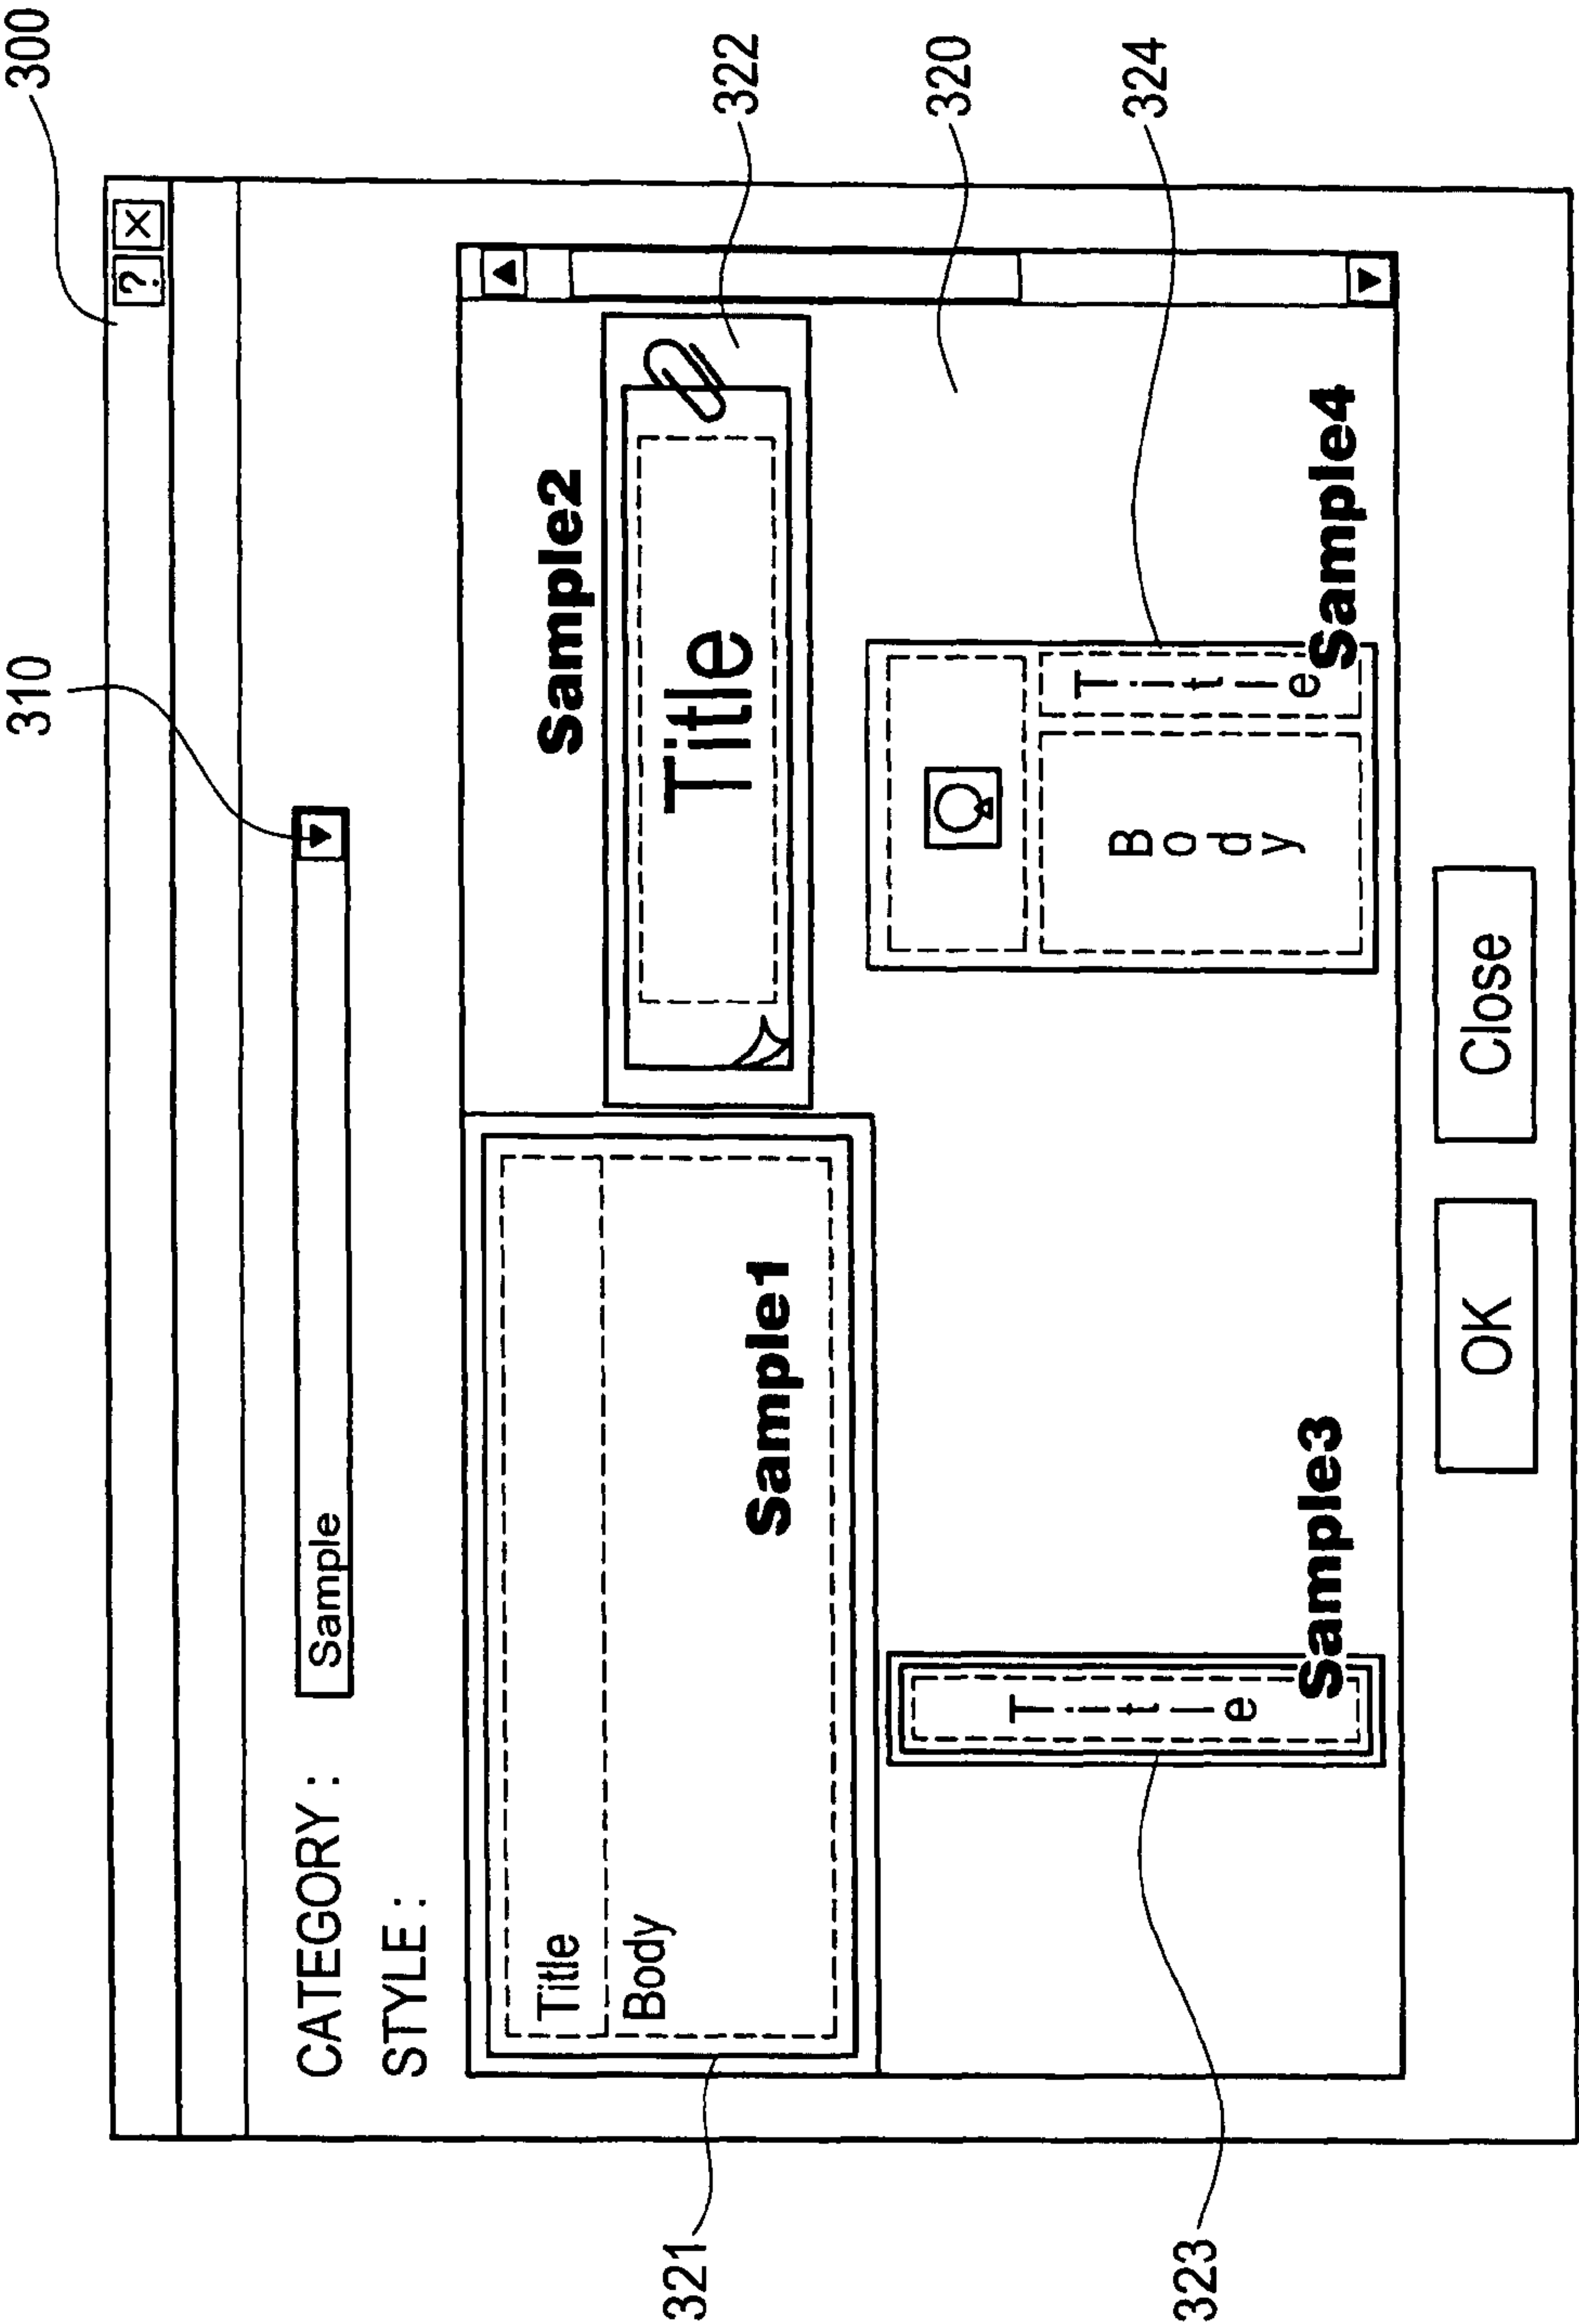 300
310
? X
CATEGORY :
Sample
STYLE :
Sample2
Title
322
321
Title
Body
Sample1
320
Title
Sample3
323
Body
Title
Sample4
324
OK
Close